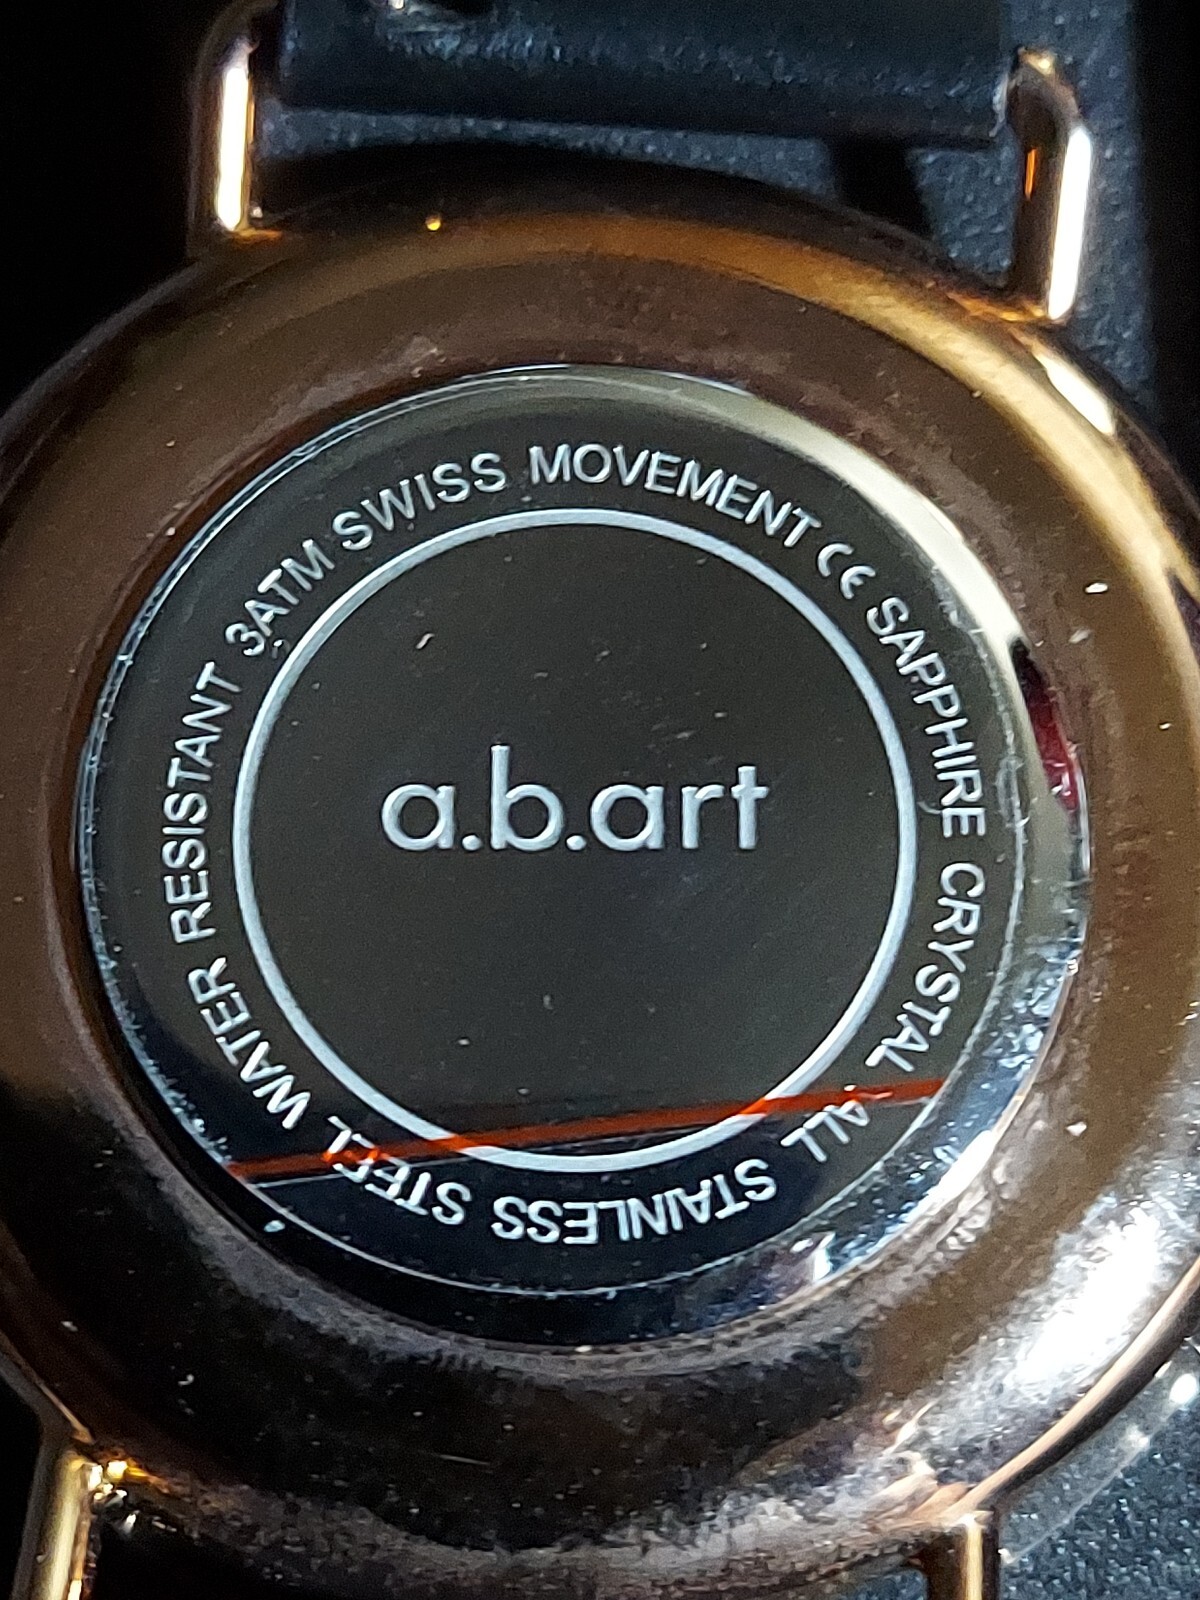 a.b.art
WATER RESISTANT 3ATM SWISS MOVEMENT CE SAPPHIRE CRYSTAL ALL STAINLESS STEEL